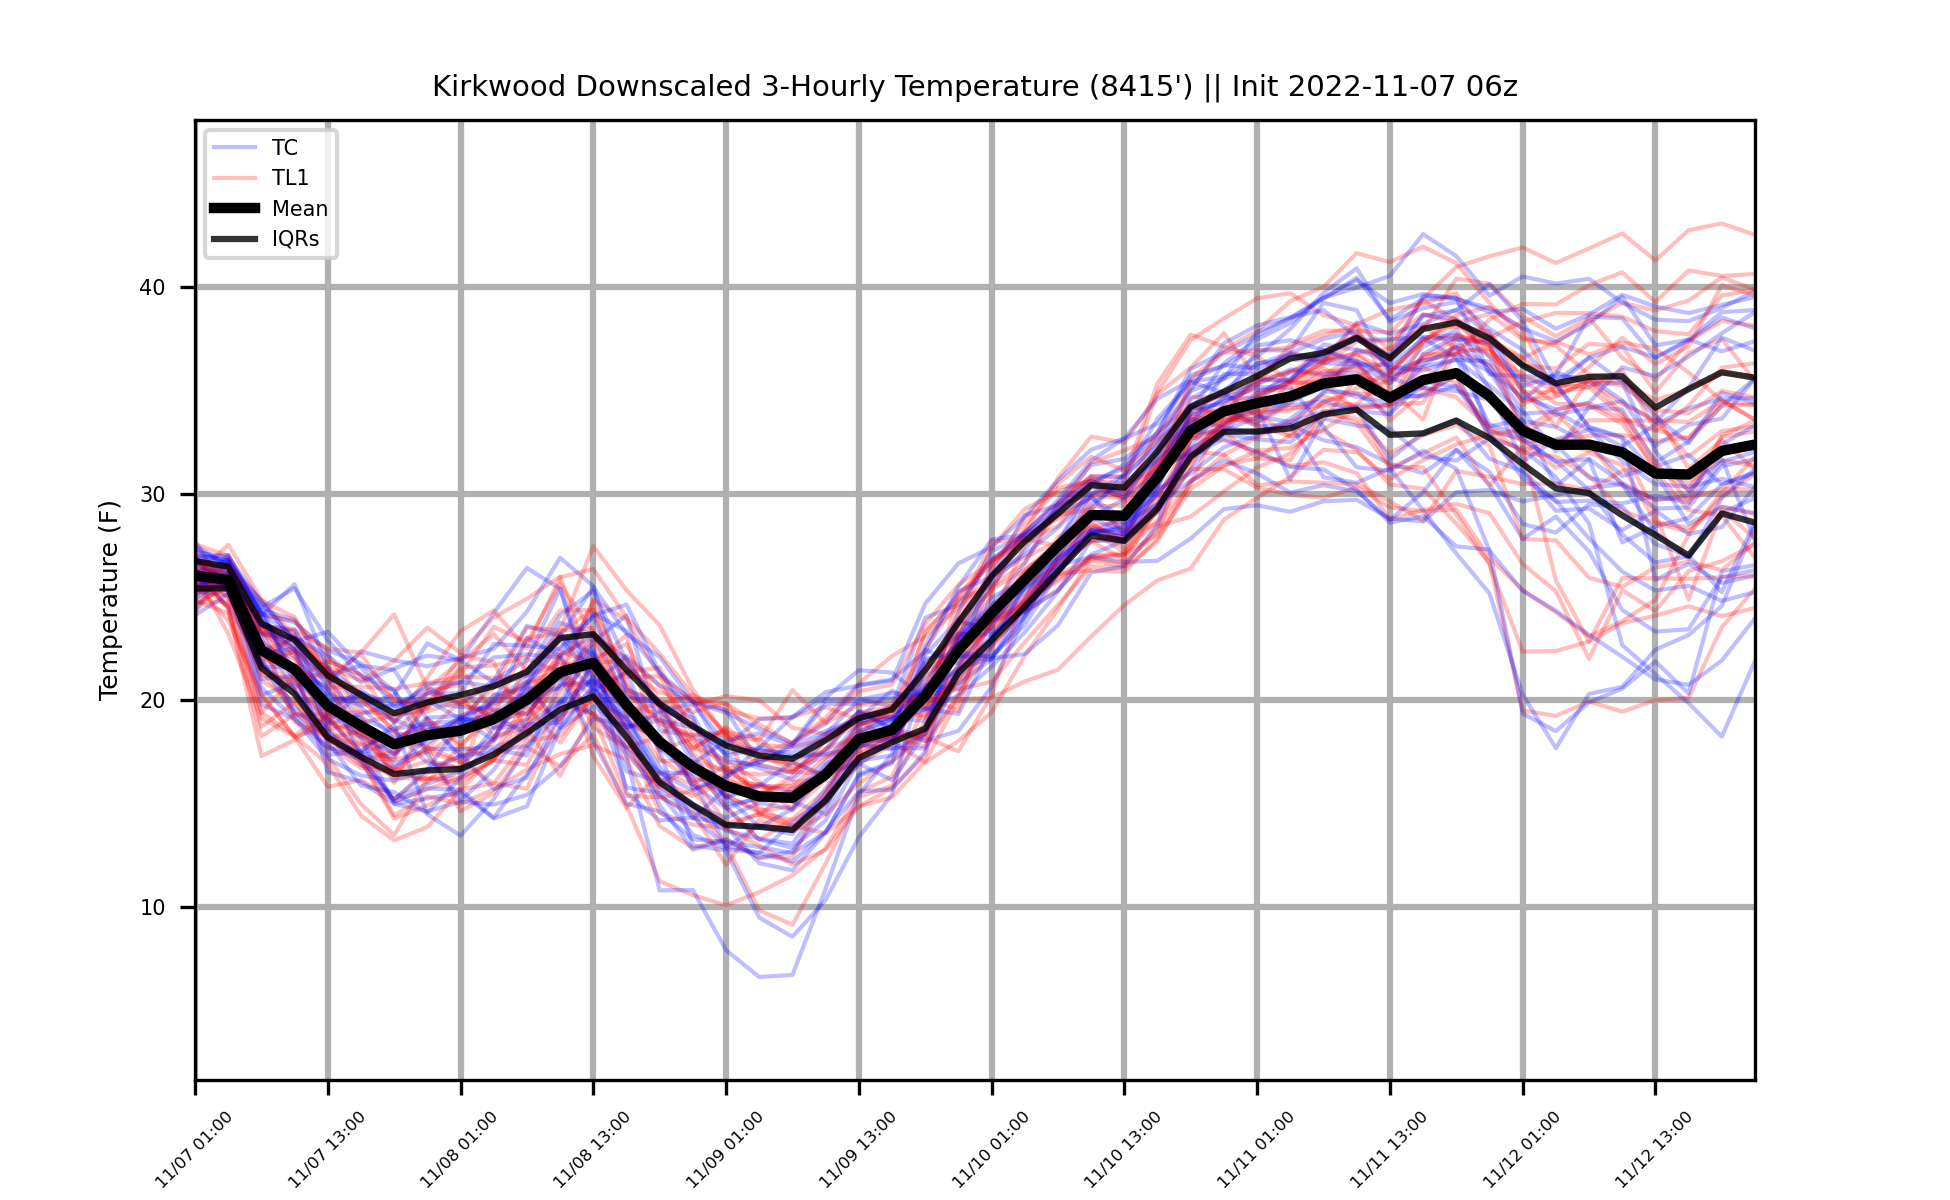 Kirkwood Downscaled 3-Hourly Temperature (8415') || Init 2022-11-07 06z
TC
TL1
Mean
IQRs
Temperature (F)
40
30
20
10
11/07 01:00
11/07 13:00
11/08 01:00
11/08 13:00
11/09 01:00
11/09 13:00
11/10 01:00
11/10 13:00
11/11 01:00
11/11 13:00
11/12 01:00
11/12 13:00